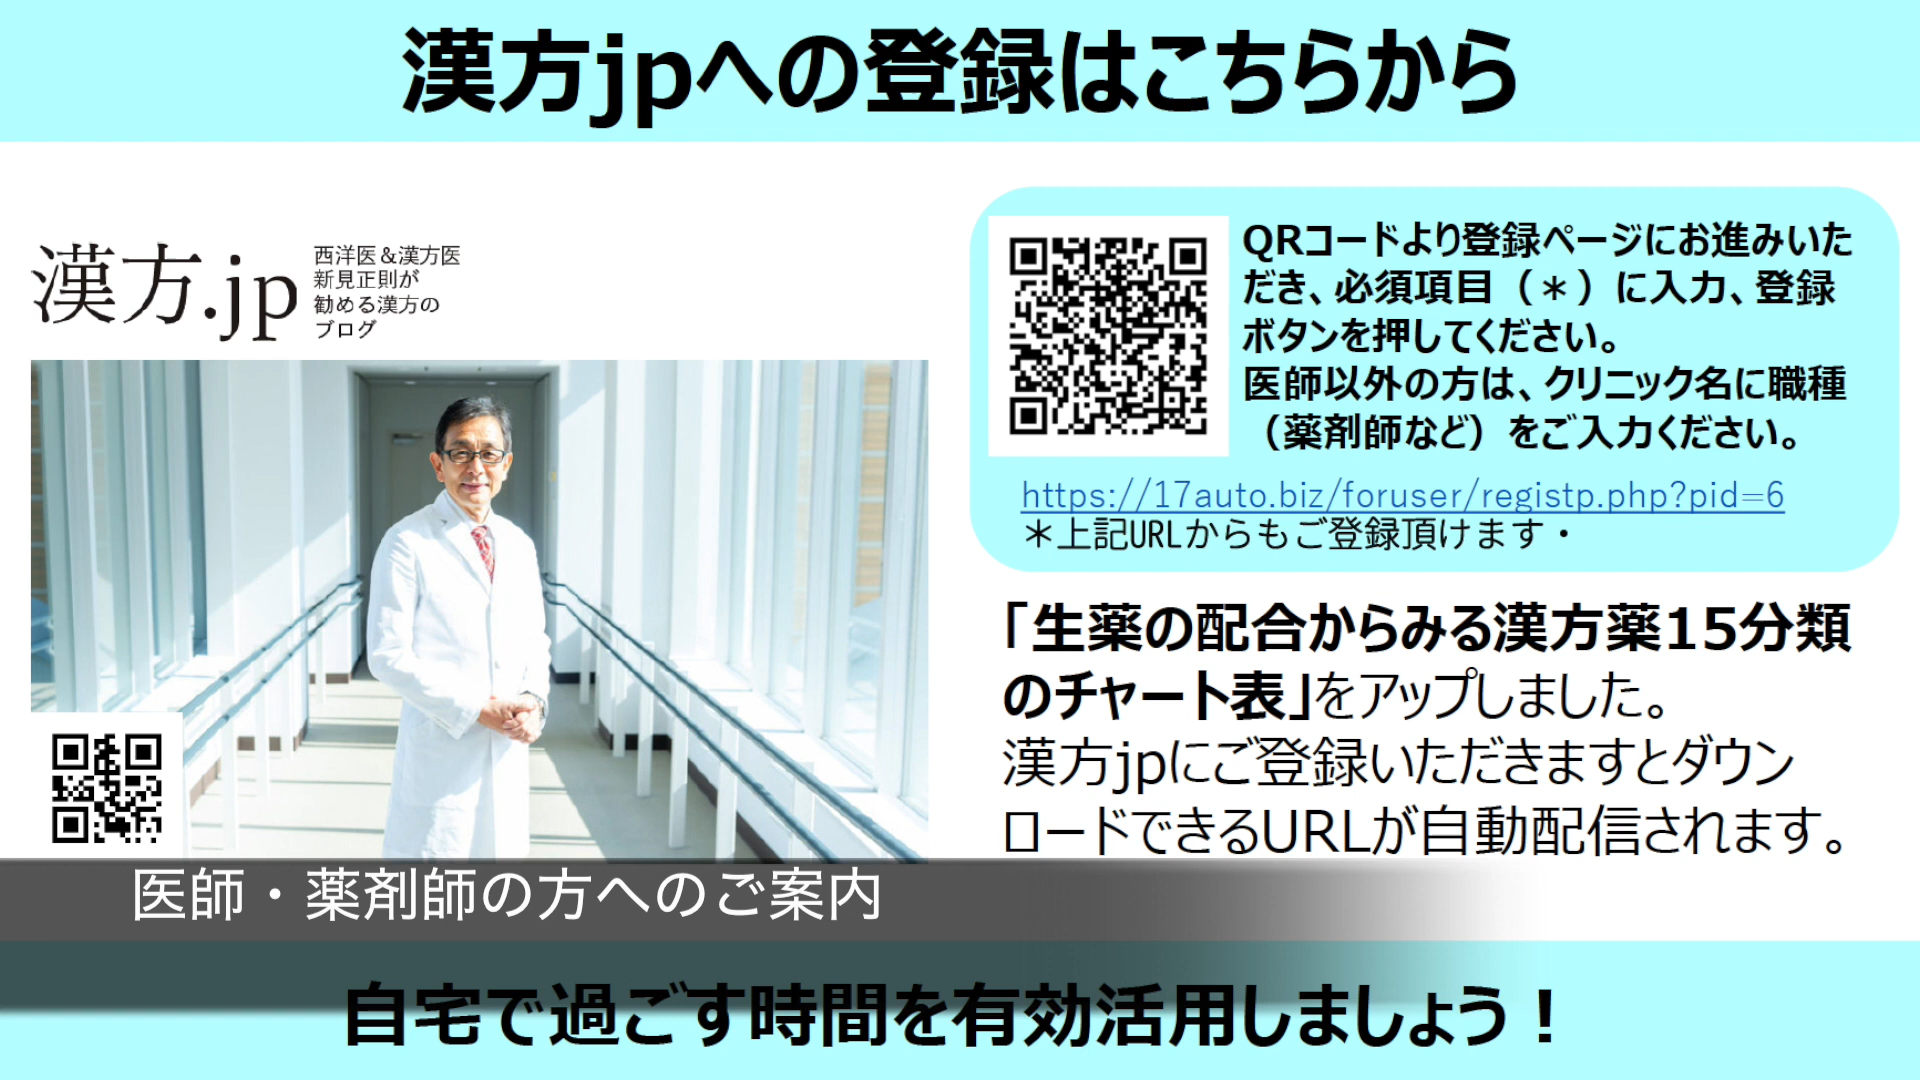 漢方jpへの登録はこちらから
漢方.jp
西洋医＆漢方医
新見正則が
勧める漢方の
ブログ
QRコードより登録ページにお進みいた
だき、必須項目（＊）に入力、登録
ボタンを押してください。
医師以外の方は、クリニック名に職種
（薬剤師など）をご入力ください。
https://17auto.biz/foruser/registp.php?pid=6
＊上記URLからもご登録頂けます・
「生薬の配合からみる漢方薬15分類
のチャート表」をアップしました。
漢方jpにご登録いただきますとダウン
ロードできるURLが自動配信されます。
医師・薬剤師の方へのご案内
自宅で過ごす時間を有効活用しましょう！